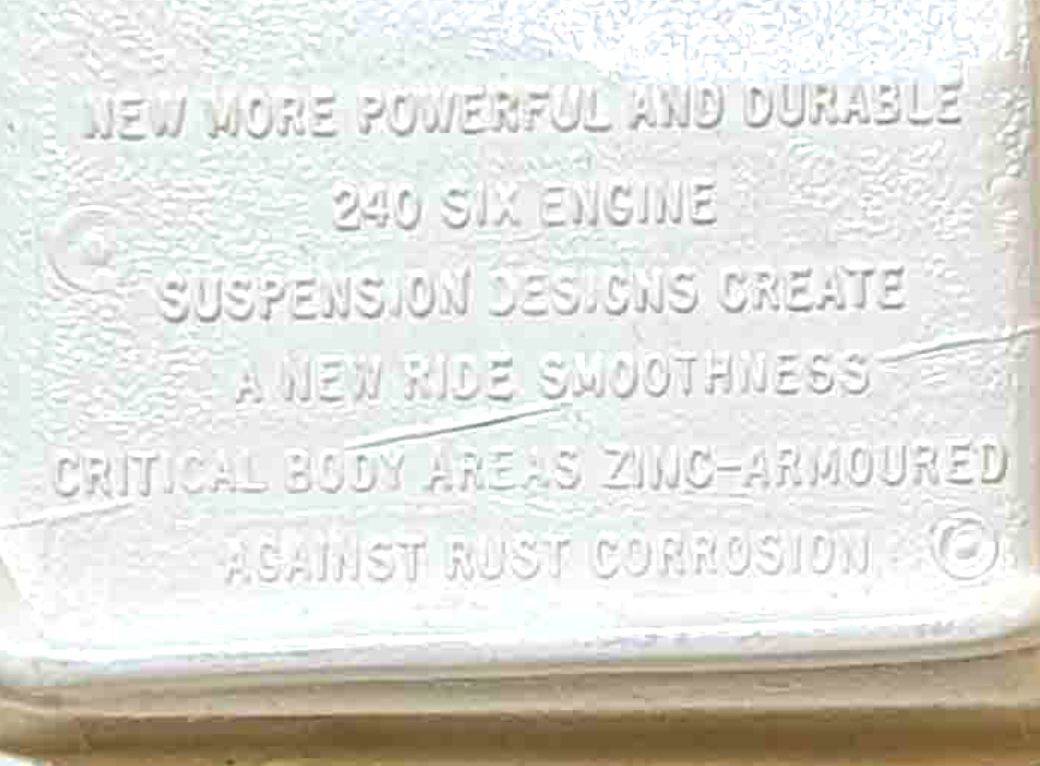 NEW MORE POWERFUL AND DURABLE
240 SIX ENGINE
SUSPENSION DESIGNS CREATE
A NEW RIDE SMOOTHNESS
CRITICAL BODY AREAS ZINC-ARMOURED
AGAINST RUST CORROSION